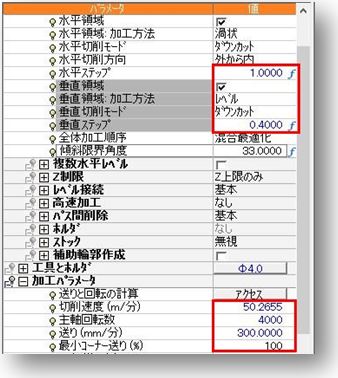 パラメータ 値
水平領域
水平領域: 加工方法 渦状
水平切削モード ダウンカット
水平切削方向 外から内
水平ステップ 1.0000 f
垂直領域
垂直領域: 加工方法 レベル
垂直切削モード ダウンカット
垂直ステップ 0.4000 f
全体加工順序 混合最適化
傾斜限界角度 33.0000 f
複数水平レベル
Z制限 Z上限のみ
レベル接続 基本
高速加工 なし
パス間削除 基本
ホルダ なし
ストック 無視
補助輪郭作成
工具とホルダ Φ4.0
加工パラメータ
送りと回転の計算 アクセス
切削速度(m/分) 50.2655
主軸回転数 4000
送り(mm/分) 300.0000
最小コーナー送り(%) 100